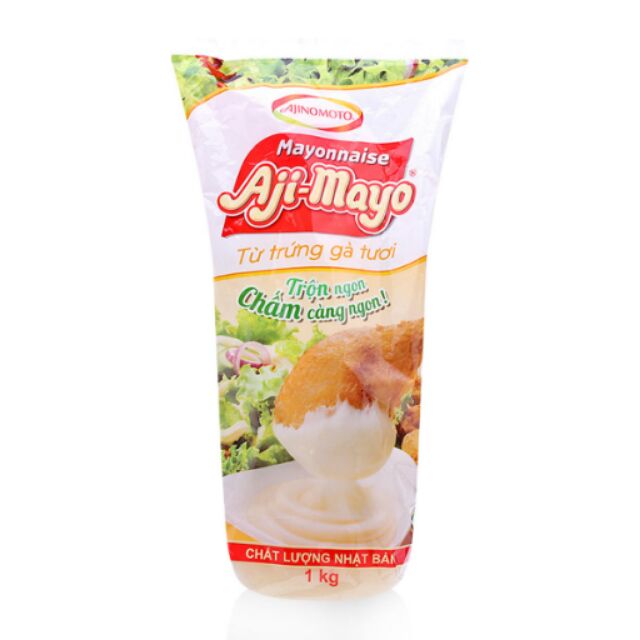 AJINOMOTO
Mayonnaise
Aji-Mayo®
Từ trứng gà tươi
Trộn ngon
Chấm càng ngon!
CHẤT LƯỢNG NHẬT BẢN
1 kg